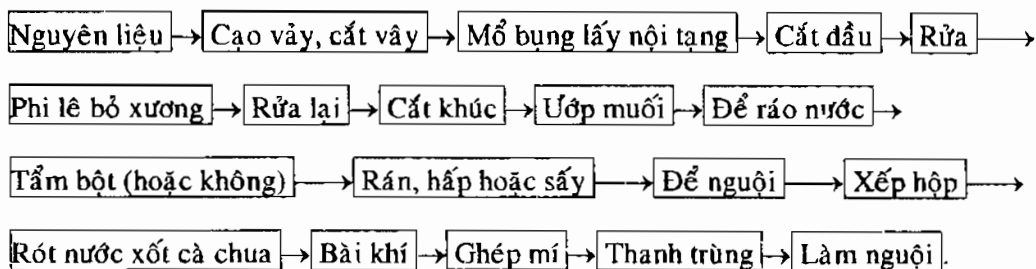 Nguyên liệu → Cạo vảy, cắt vây → Mổ bụng lấy nội tạng → Cắt đầu → Rửa →
Phi lê bỏ xương → Rửa lại → Cắt khúc → Ướp muối → Để ráo nước →
Tẩm bột (hoặc không) → Rán, hấp hoặc sấy → Để nguội → Xếp hộp →
Rót nước xốt cà chua → Bài khí → Ghép mí → Thanh trùng → Làm nguội.